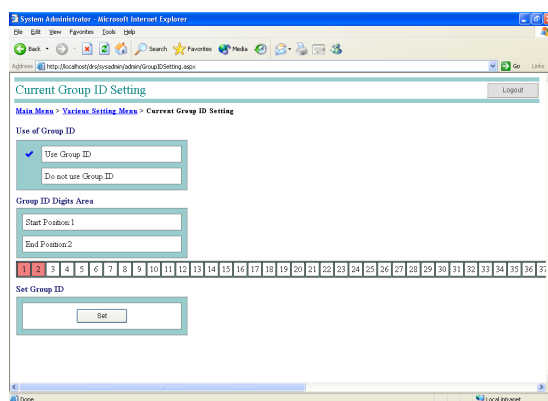 System Administrator - Microsoft Internet Explorer
File Edit View Favorites Tools Help
Back Search Favorites Media
Address http://localhost/drs/sysadmin/admin/GroupIDSetting.aspx Go Links
Current Group ID Setting Logout
Main Menu > Various Setting Menu > Current Group ID Setting
Use of Group ID
Use Group ID
Do not use Group ID
Group ID Digits Area
Start Position:1
End Position:2
1 2 3 4 5 6 7 8 9 10 11 12 13 14 15 16 17 18 19 20 21 22 23 24 25 26 27 28 29 30 31 32 33 34 35 36 37
Set Group ID
Set
Done Local intranet